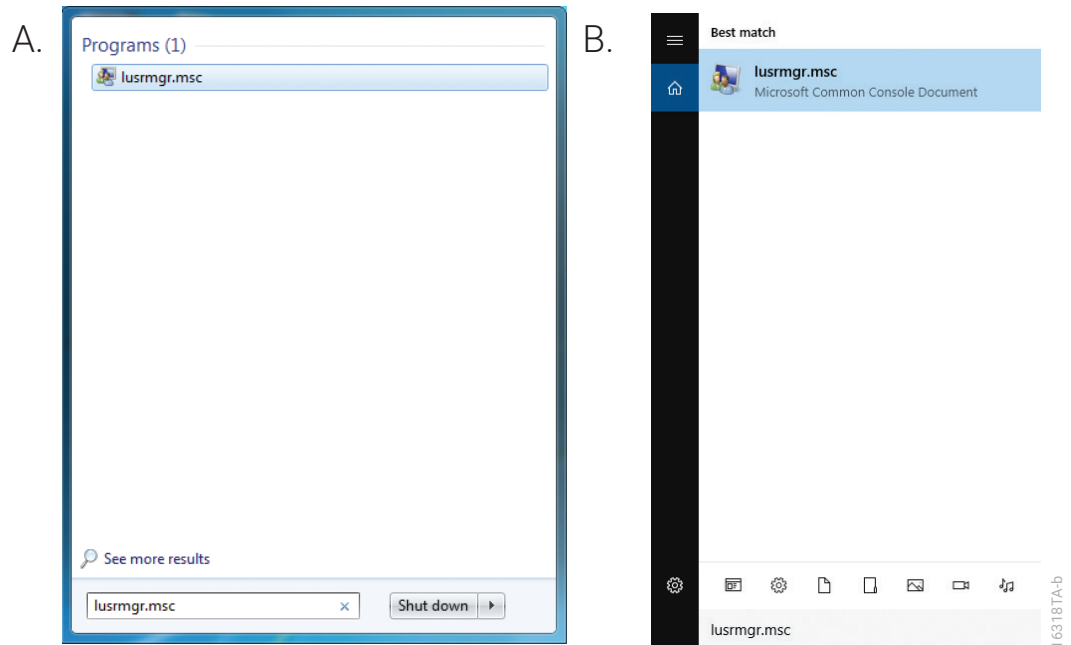 A.
Programs (1)
lusrmgr.msc
See more results
lusrmgr.msc
Shut down
B.
Best match
lusrmgr.msc
Microsoft Common Console Document
lusrmgr.msc
16318TA-b